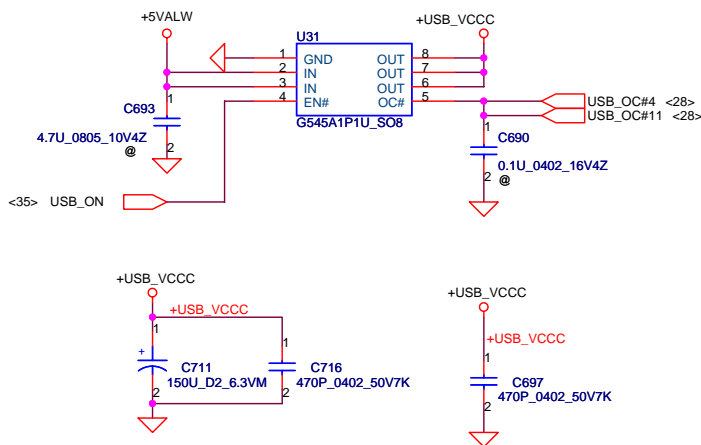 +5VALW
+USB_VCCC
U31
1 GND OUT 8
2 IN OUT 7
3 IN OUT 6
4 EN# OC# 5
G545A1P1U_SO8
1
C693
4.7U_0805_10V4Z
2
@
USB_OC#4 <28>
USB_OC#11 <28>
1
C690
0.1U_0402_16V4Z
2
@
<35> USB_ON
+USB_VCCC
+USB_VCCC
1
+
C711
150U_D2_6.3VM
2
1
C716
470P_0402_50V7K
2
+USB_VCCC
+USB_VCCC
1
C697
470P_0402_50V7K
2